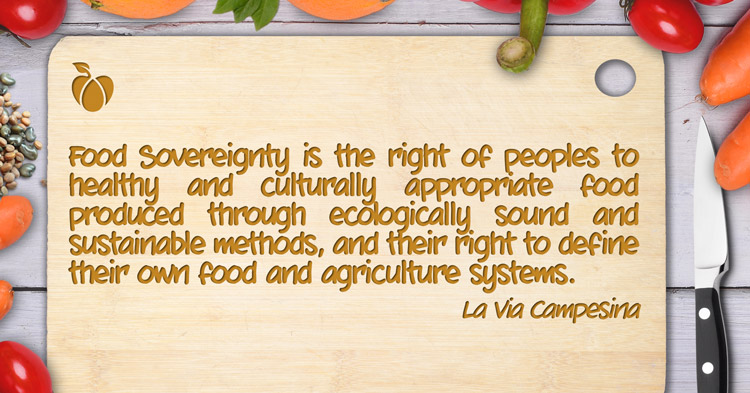 Food Sovereignty is the right of peoples to
healthy and culturally appropriate food
produced through ecologically sound and
sustainable methods, and their right to define
their own food and agriculture systems.
La Via Campesina